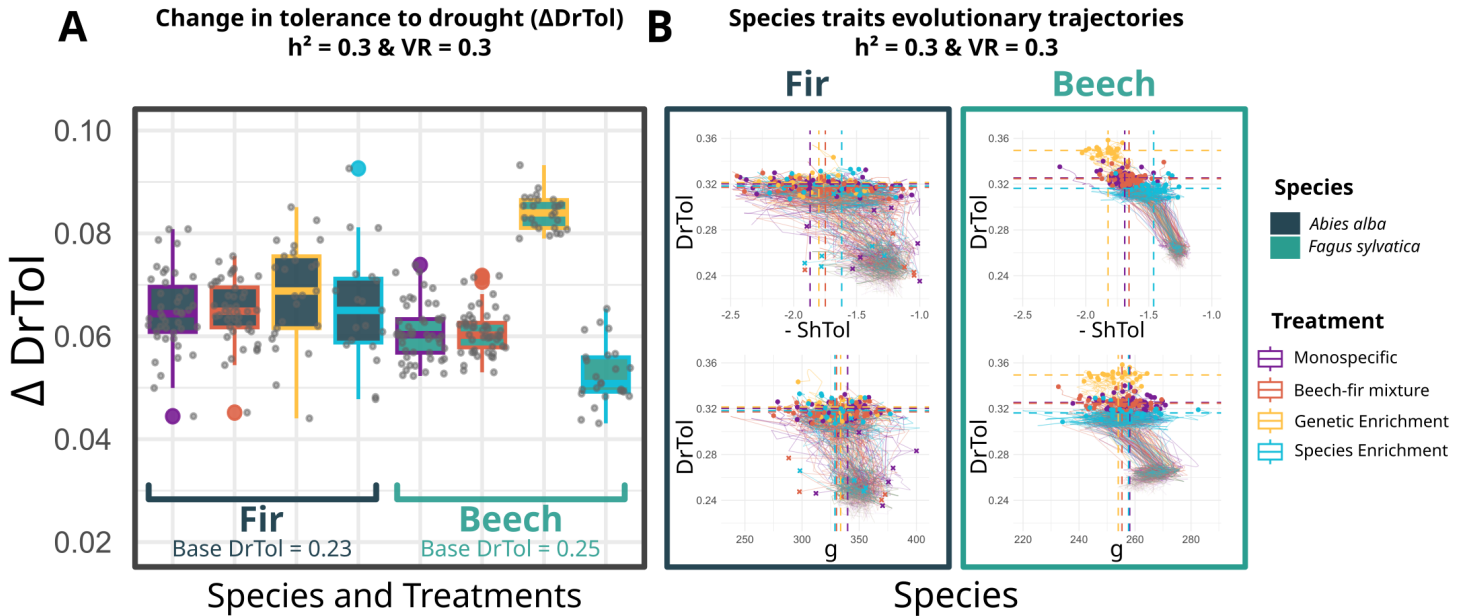 A
Change in tolerance to drought (ΔDrTol)
h² = 0.3 & VR = 0.3
Δ DrTol
0.10
0.08
0.06
0.04
0.02
Fir
Base DrTol = 0.23
Beech
Base DrTol = 0.25
Species and Treatments
B
Species traits evolutionary trajectories
h² = 0.3 & VR = 0.3
Fir
Beech
DrTol
0.36
0.32
0.28
0.24
-2.5
-2.0
-1.5
-1.0
- ShTol
DrTol
0.36
0.32
0.28
0.24
-2.5
-2.0
-1.5
-1.0
- ShTol
DrTol
0.36
0.32
0.28
0.24
250
300
350
400
g
DrTol
0.36
0.32
0.28
0.24
220
240
260
280
g
Species
Species
Abies alba
Fagus sylvatica
Treatment
Monospecific
Beech-fir mixture
Genetic Enrichment
Species Enrichment